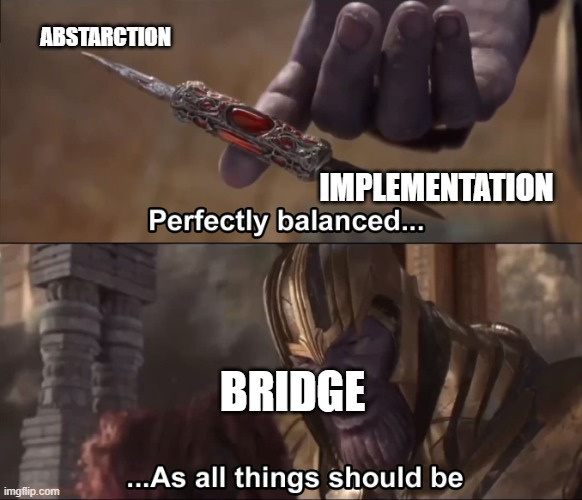 ABSTARCTION
IMPLEMENTATION
Perfectly balanced...
BRIDGE
...As all things should be
imgflip.com